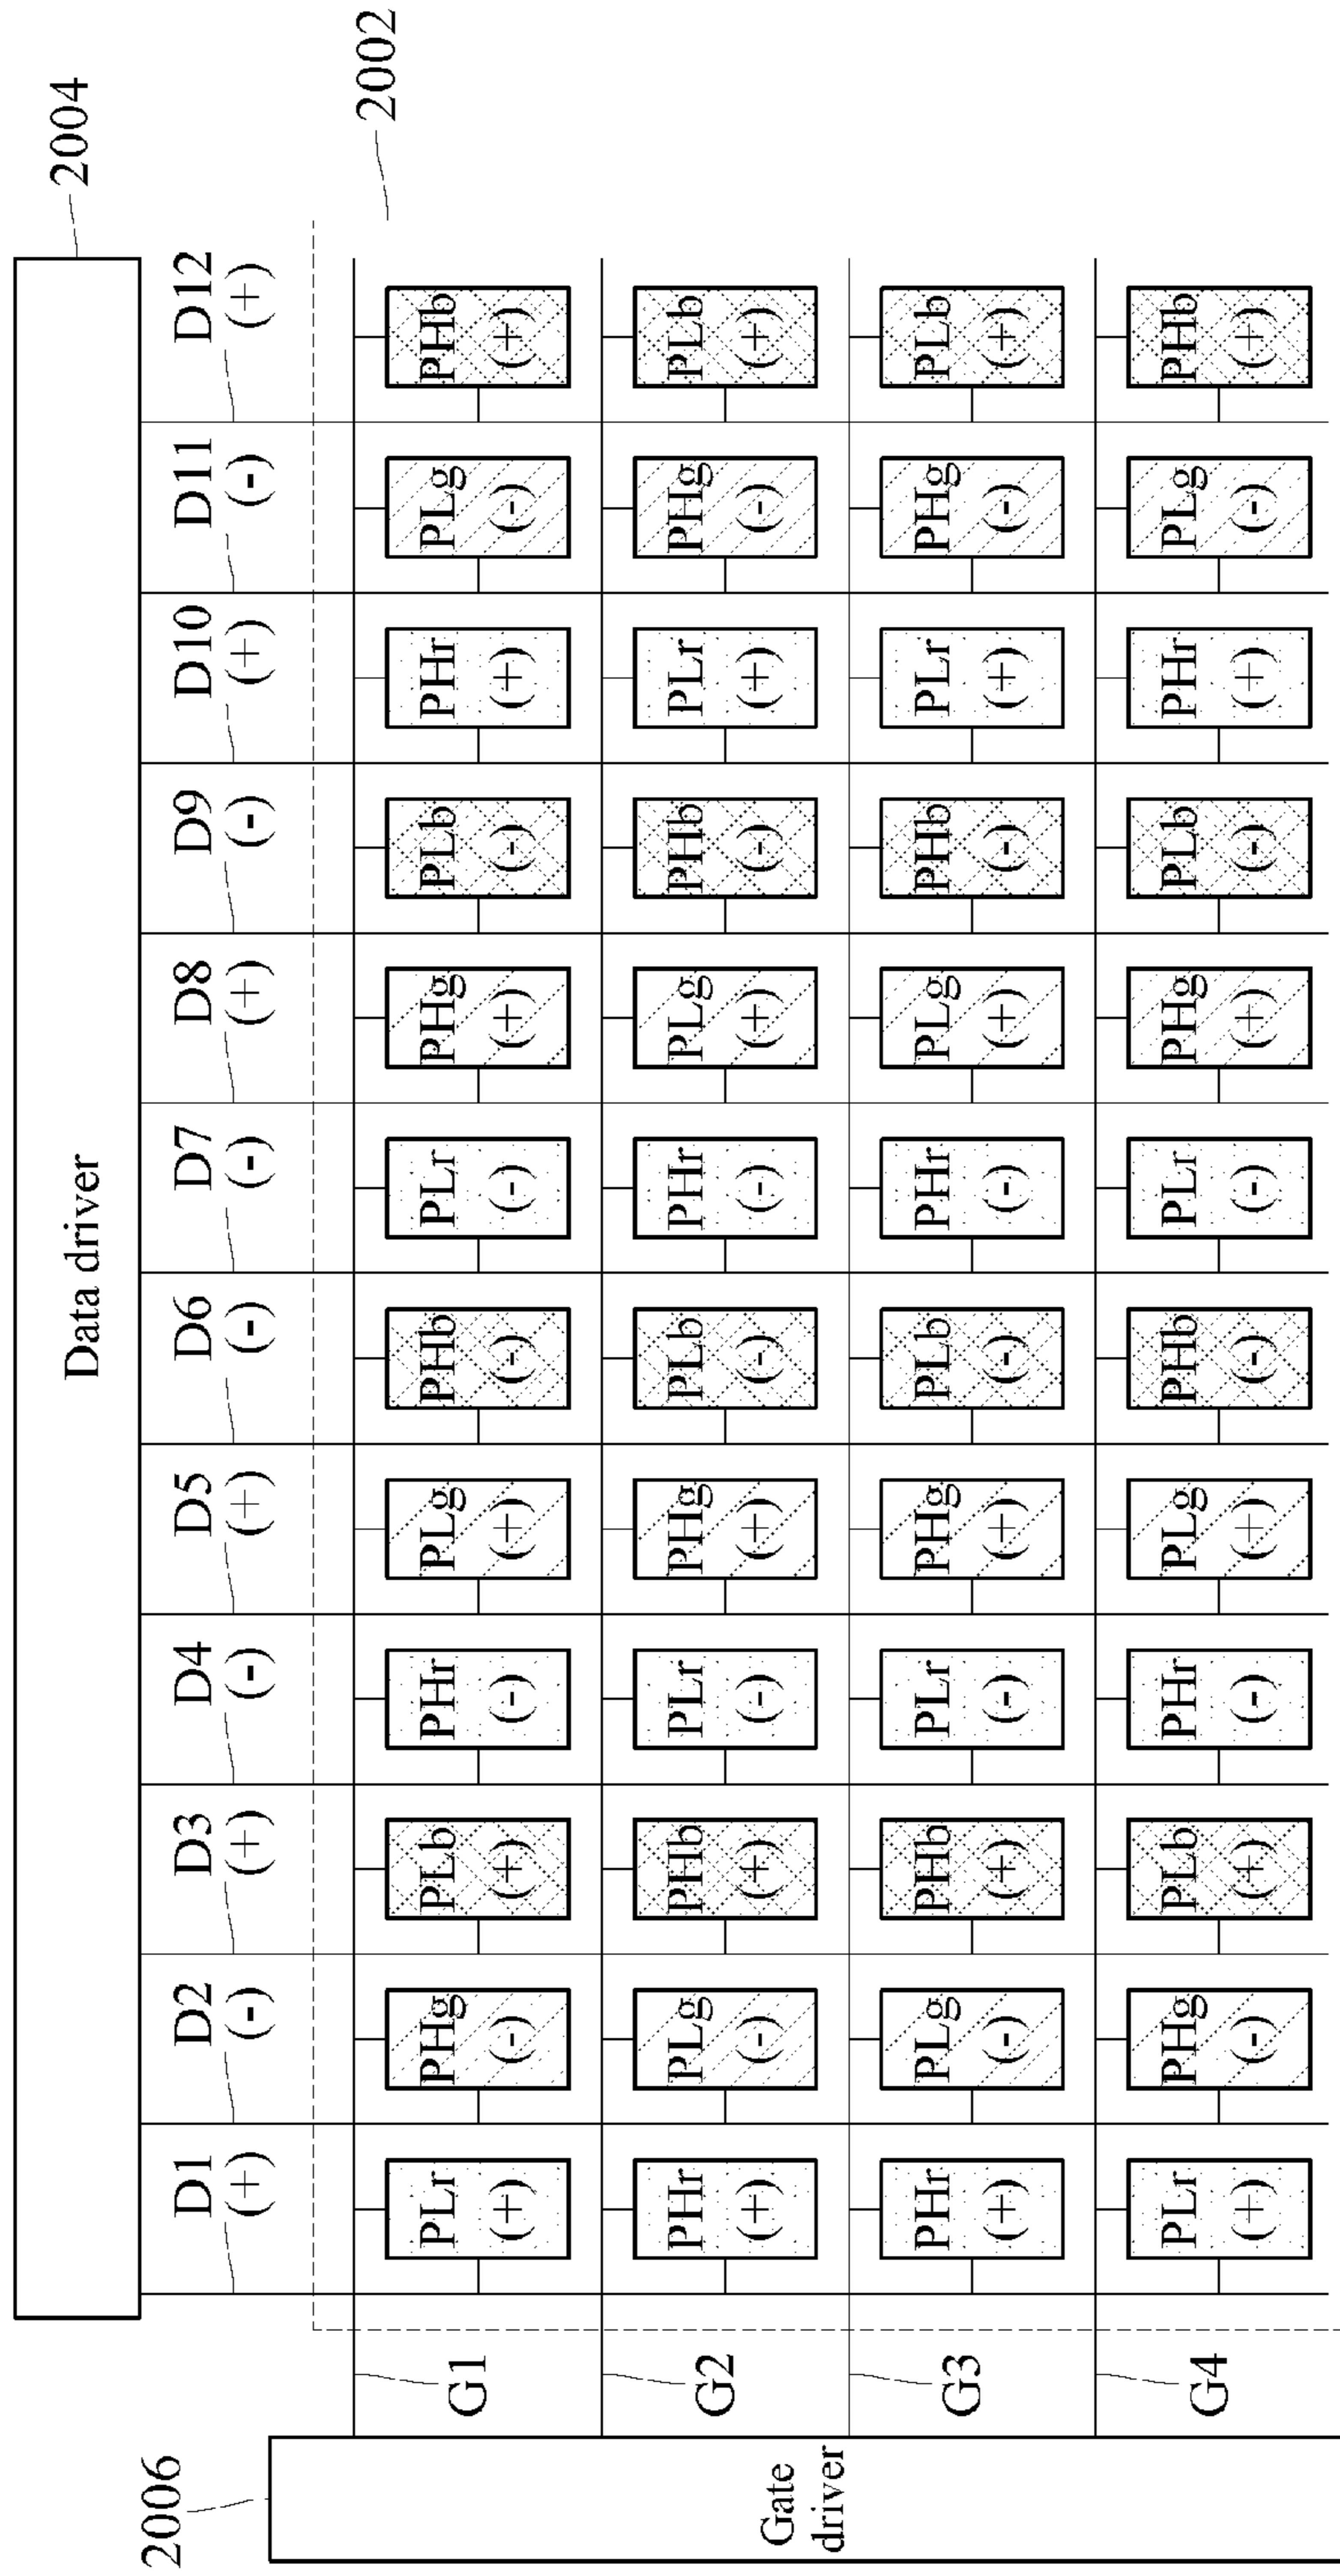 2004
Data driver
D1 D2 D3 D4 D5 D6 D7 D8 D9 D10 D11 D12
(+) (-) (+) (-) (+) (-) (-) (+) (-) (+) (-) (+)
2002
2006
Gate
driver
G1
PLr PHg PLb PHr PLg PHb PLr PHg PLb PHr PLg PHb
(+) (-) (+) (-) (+) (-) (-) (+) (-) (+) (-) (+)
G2
PHr PLg PHb PLr PHg PLb PHr PLg PHb PLr PHg PLb
(+) (-) (+) (-) (+) (-) (-) (+) (-) (+) (-) (+)
G3
PHr PLg PHb PLr PHg PLb PHr PLg PHb PLr PHg PLb
(+) (-) (+) (-) (+) (-) (-) (+) (-) (+) (-) (+)
G4
PLr PHg PLb PHr PLg PHb PLr PHg PLb PHr PLg PHb
(+) (-) (+) (-) (+) (-) (-) (+) (-) (+) (-) (+)